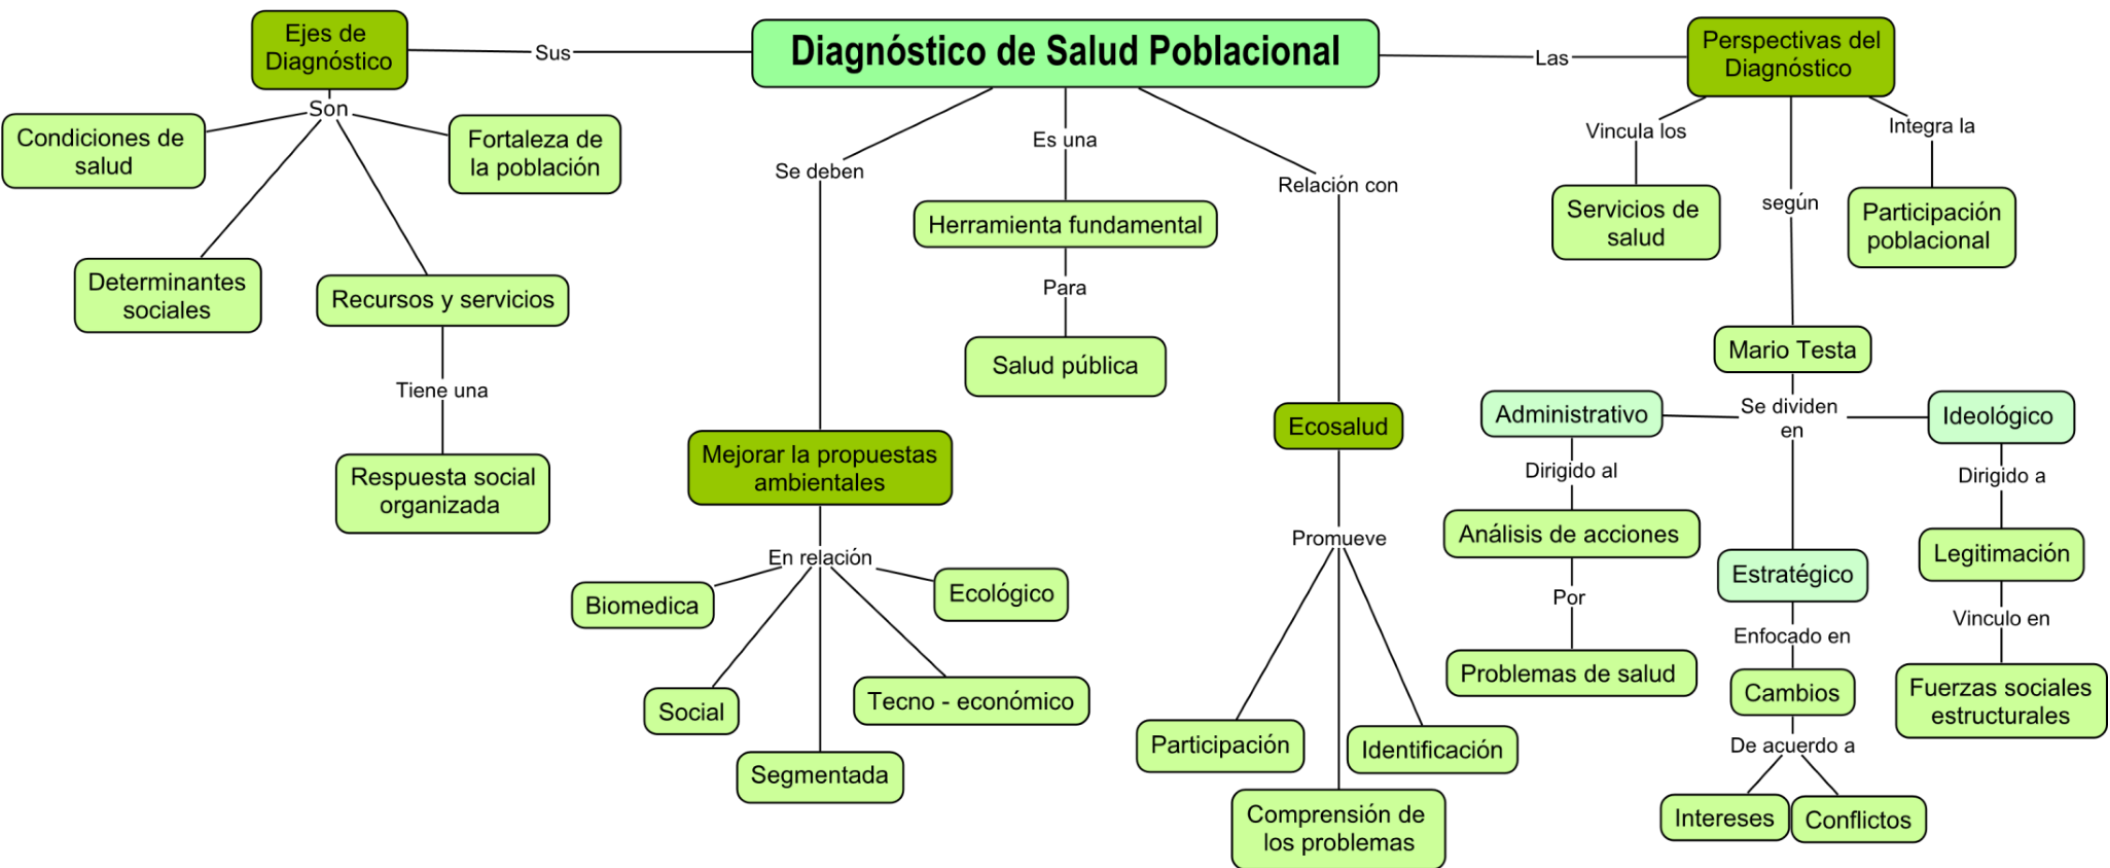 Diagnóstico de Salud Poblacional
Sus
Ejes de
Diagnóstico
Son
Condiciones de
salud
Fortaleza de
la población
Determinantes
sociales
Recursos y servicios
Tiene una
Respuesta social
organizada
Se deben
Mejorar la propuestas
ambientales
En relación
Biomedica
Ecológico
Social
Tecno - económico
Segmentada
Es una
Herramienta fundamental
Para
Salud pública
Relación con
Ecosalud
Promueve
Participación
Identificación
Comprensión de
los problemas
Las
Perspectivas del
Diagnóstico
Vincula los
Servicios de
salud
según
Integra la
Participación
poblacional
Mario Testa
Se dividen
en
Administrativo
Dirigido al
Análisis de acciones
Por
Problemas de salud
Estratégico
Enfocado en
Cambios
De acuerdo a
Intereses
Conflictos
Ideológico
Dirigido a
Legitimación
Vinculo en
Fuerzas sociales
estructurales